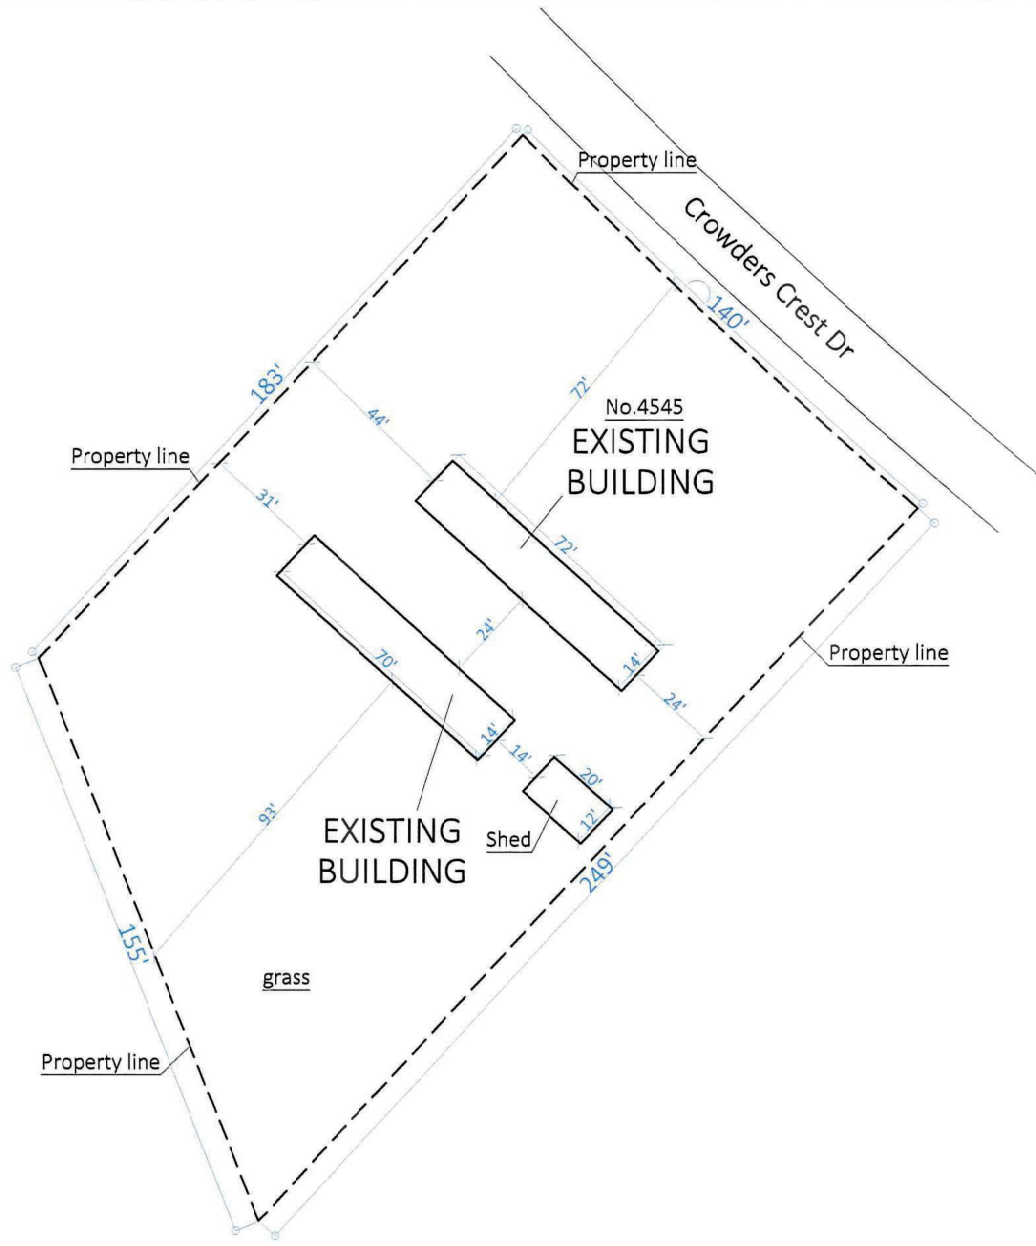 Property line
Crowders Crest Dr
140'
183'
72'
44'
No.4545
EXISTING
BUILDING
Property line
31'
72'
24'
14'
Property line
24'
70'
14'
14'
20'
12'
93'
EXISTING
BUILDING
Shed
249'
155'
grass
Property line